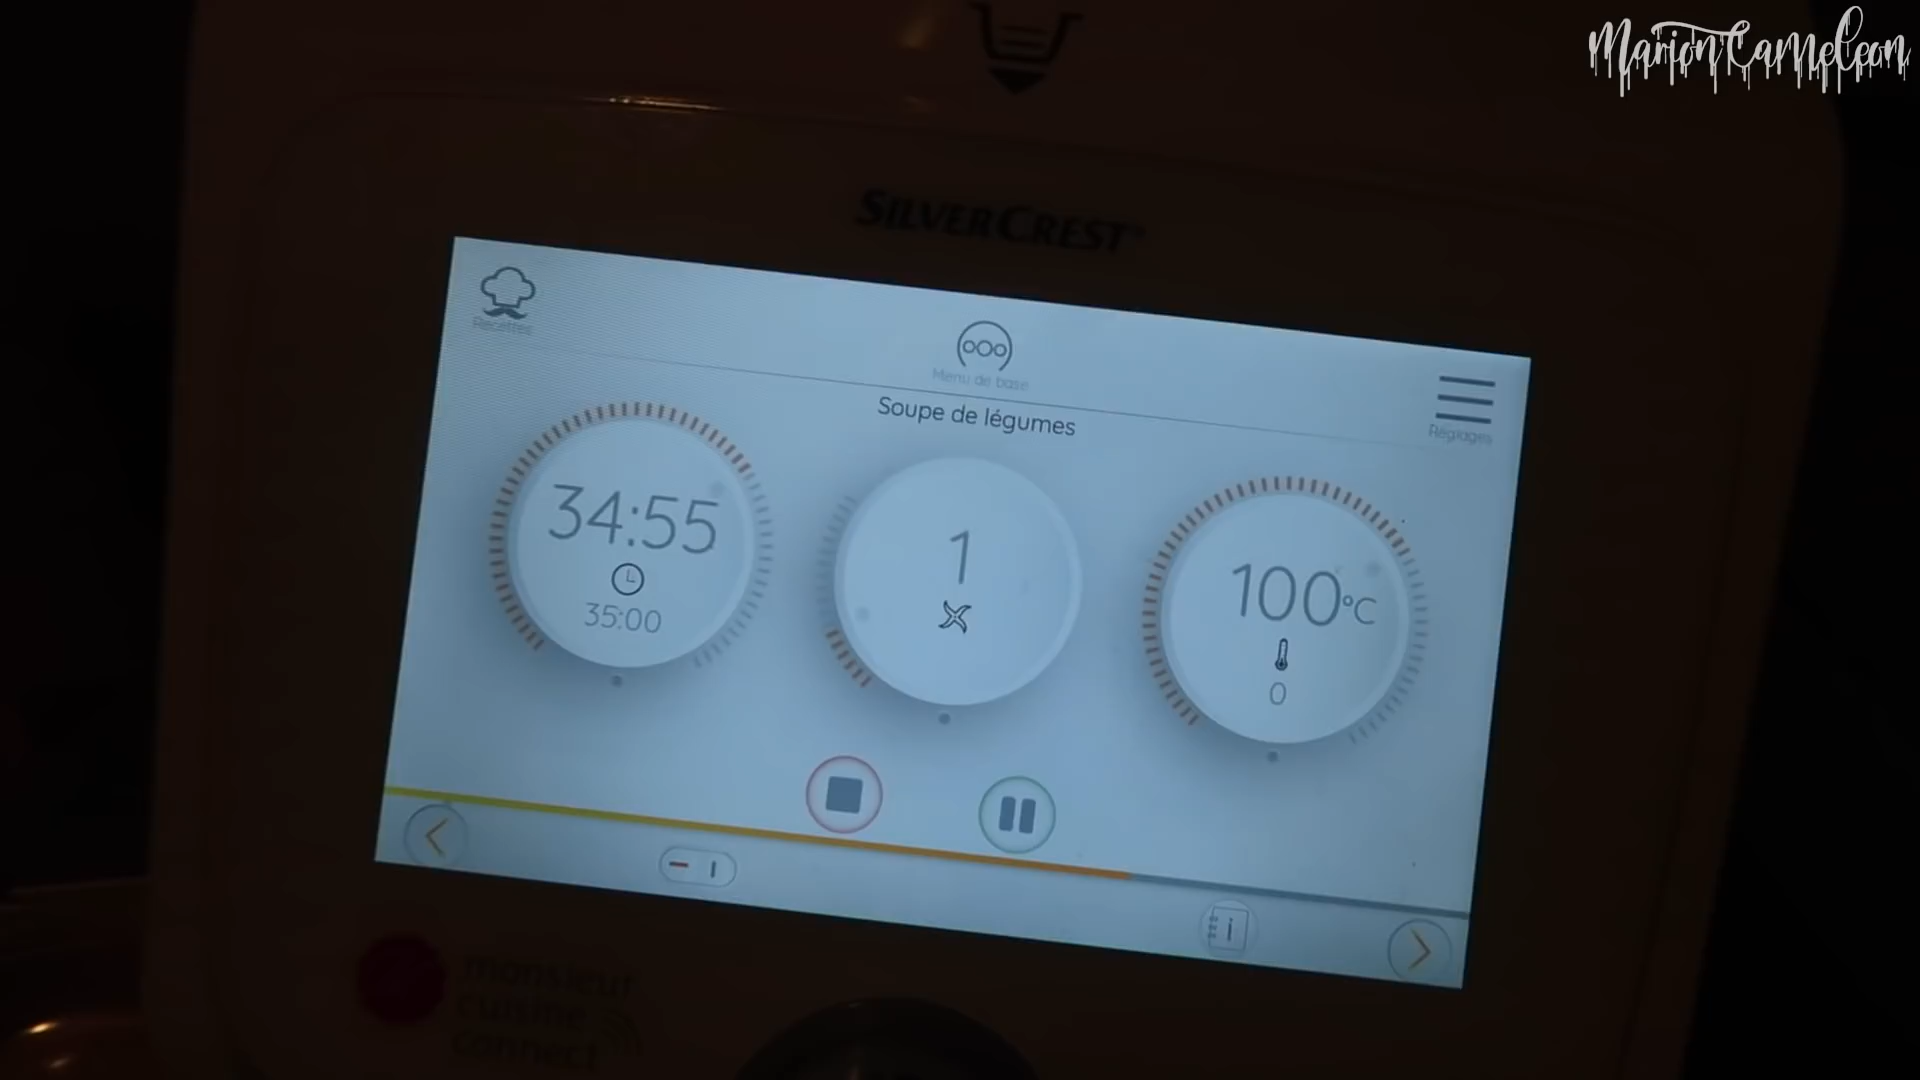 MarionCaMeleon
SILVERCREST®
Recettes
Menu de base
Réglages
Soupe de légumes
34:55
35:00
1
100°C
0
i
monsieur
cuisine
connect